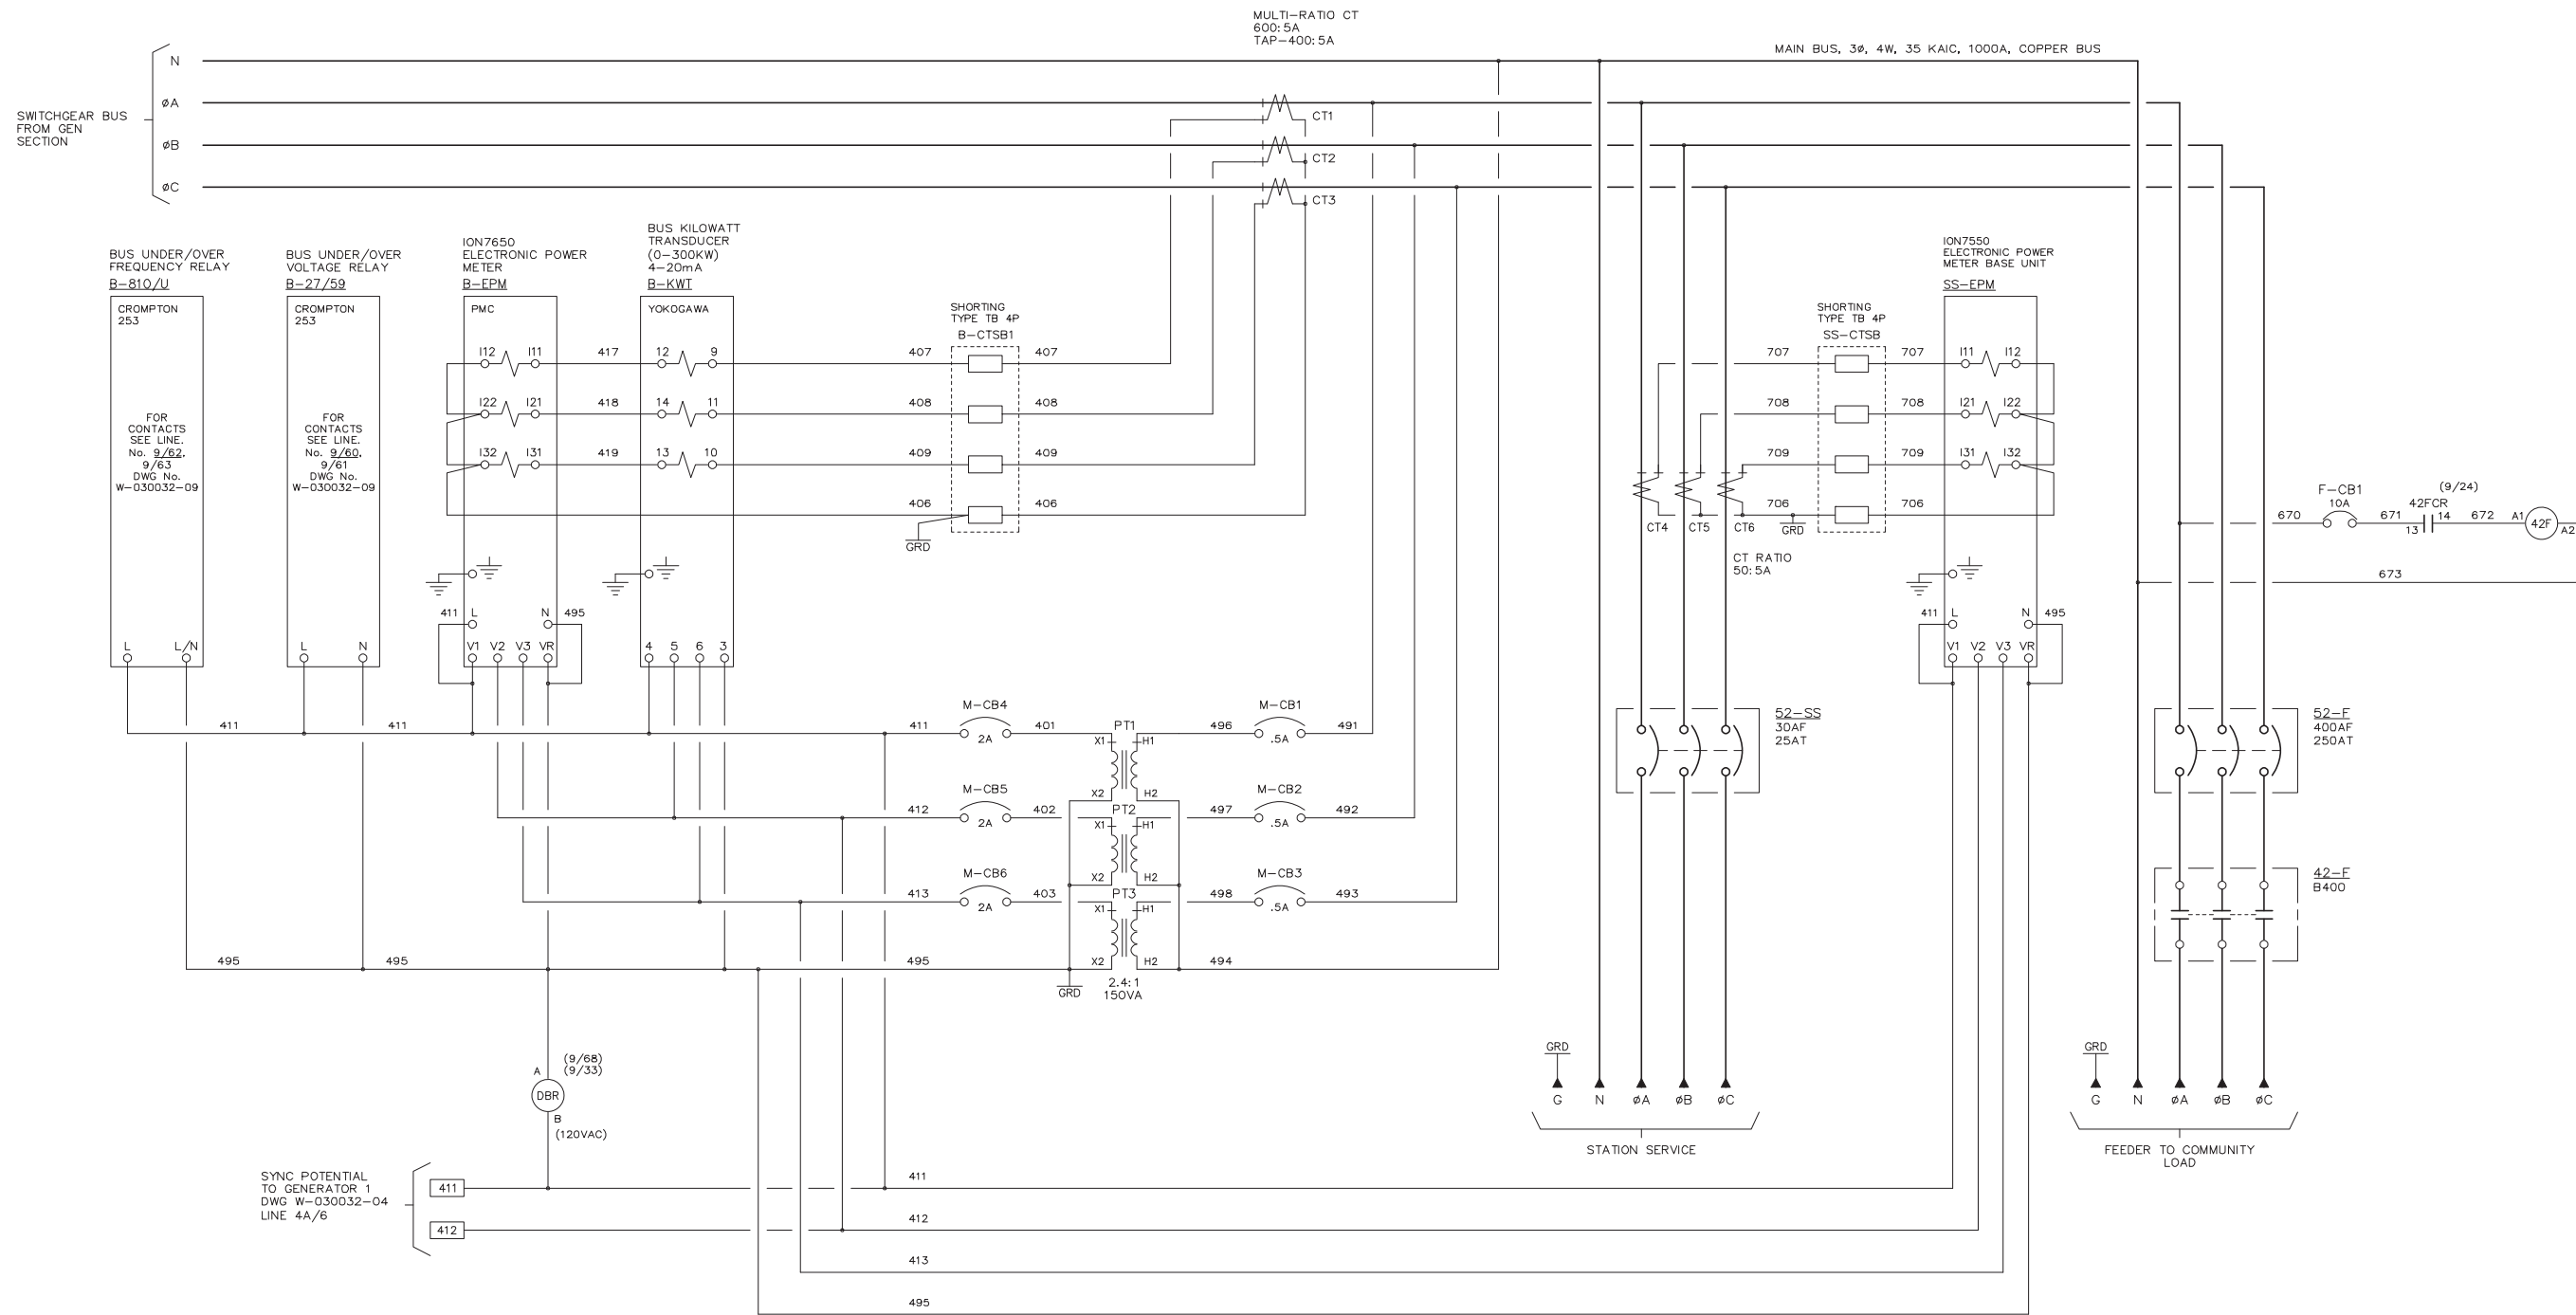 MULTI-RATIO CT
600:5A
TAP-400:5A
MAIN BUS, 3ø, 4W, 35 KAIC, 1000A, COPPER BUS
SWITCHGEAR BUS
FROM GEN
SECTION
N
øA
øB
øC
CT1
CT2
CT3
BUS UNDER/OVER
FREQUENCY RELAY
B-810/U
CROMPTON
253
FOR
CONTACTS
SEE LINE.
No. 9/62,
9/63
DWG No.
W-030032-09
L L/N
BUS UNDER/OVER
VOLTAGE RELAY
B-27/59
CROMPTON
253
FOR
CONTACTS
SEE LINE.
No. 9/60,
9/61
DWG No.
W-030032-09
L N
ION7650
ELECTRONIC POWER
METER
B-EPM
PMC
I12 I11
I22 I21
I32 I31
411 L N 495
V1 V2 V3 VR
417
418
419
BUS KILOWATT
TRANSDUCER
(0-300KW)
4-20mA
B-KWT
YOKOGAWA
12 9
14 11
13 10
4 5 6 3
SHORTING
TYPE TB 4P
B-CTSB1
407 407
408 408
409 409
406 406
GRD
SHORTING
TYPE TB 4P
SS-CTSB
707 707
708 708
709 709
706 706
GRD
CT4 CT5 CT6
CT RATIO
50:5A
ION7550
ELECTRONIC POWER
METER BASE UNIT
SS-EPM
I11 I12
I21 I22
I31 I32
411 L N 495
V1 V2 V3 VR
F-CB1
10A
(9/24)
42FCR
670 671 13 14 672 A1 42F A2
673
411 411 411
M-CB4
2A
401
PT1
X1 H1
X2 H2
496
M-CB1
.5A
491
412
M-CB5
2A
402
PT2
X1 H1
X2 H2
497
M-CB2
.5A
492
413
M-CB6
2A
403
PT3
X1 H1
X2 H2
498
M-CB3
.5A
493
495 495 495
494
GRD
2.4:1
150VA
52-SS
30AF
25AT
52-F
400AF
250AT
42-F
B400
A
(9/68)
(9/33)
DBR
B
(120VAC)
GRD
G N øA øB øC
STATION SERVICE
GRD
G N øA øB øC
FEEDER TO COMMUNITY
LOAD
SYNC POTENTIAL
TO GENERATOR 1
DWG W-030032-04
LINE 4A/6
411
412
411
412
413
495